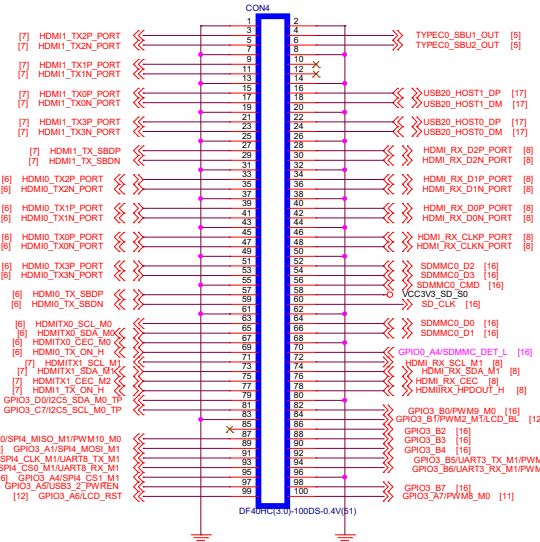 CON4
[7] HDMI1_TX2P_PORT 1 2
[7] HDMI1_TX2N_PORT 3 4 TYPEC0_SBU1_OUT [5]
5 6 TYPEC0_SBU2_OUT [5]
7 8
[7] HDMI1_TX1P_PORT 9 10
[7] HDMI1_TX1N_PORT 11 12
13 14
[7] HDMI1_TX0P_PORT 15 16 USB20_HOST1_DP [17]
[7] HDMI1_TX0N_PORT 17 18 USB20_HOST1_DM [17]
19 20
[7] HDMI1_TX3P_PORT 21 22 USB20_HOST0_DP [17]
[7] HDMI1_TX3N_PORT 23 24 USB20_HOST0_DM [17]
25 26
[7] HDMI1_TX_SBDP 27 28 HDMI_RX_D2P_PORT [8]
[7] HDMI1_TX_SBDN 29 30 HDMI_RX_D2N_PORT [8]
31 32
[6] HDMI0_TX2P_PORT 33 34 HDMI_RX_D1P_PORT [8]
[6] HDMI0_TX2N_PORT 35 36 HDMI_RX_D1N_PORT [8]
37 38
[6] HDMI0_TX1P_PORT 39 40 HDMI_RX_D0P_PORT [8]
[6] HDMI0_TX1N_PORT 41 42 HDMI_RX_D0N_PORT [8]
43 44
[6] HDMI0_TX0P_PORT 45 46 HDMI_RX_CLKP_PORT [8]
[6] HDMI0_TX0N_PORT 47 48 HDMI_RX_CLKN_PORT [8]
49 50
[6] HDMI0_TX3P_PORT 51 52 SDMMC0_D2 [16]
[6] HDMI0_TX3N_PORT 53 54 SDMMC0_D3 [16]
55 56 SDMMC0_CMD [16]
[6] HDMI0_TX_SBDP 57 58 VCC3V3_SD_S0
[6] HDMI0_TX_SBDN 59 60 SD_CLK [16]
61 62
[6] HDMITX0_SCL_M0 63 64 SDMMC0_D0 [16]
[6] HDMITX0_SDA_M0 65 66 SDMMC0_D1 [16]
[6] HDMITX0_CEC_M0 67 68
[6] HDMI0_TX_ON_H 69 70 GPIO0_A4/SDMMC_DET_L [16]
[7] HDMITX1_SCL_M1 71 72 HDMI_RX_SCL_M1 [8]
[7] HDMITX1_SDA_M1 73 74 HDMI_RX_SDA_M1 [8]
[7] HDMITX1_CEC_M2 75 76 HDMI_RX_CEC [8]
[7] HDMI1_TX_ON_H 77 78 HDMIIRX_HPDOUT_H [8]
GPIO3_D0/I2C5_SDA_M0_TP 79 80
GPIO3_C7/I2C5_SCL_M0_TP 81 82 GPIO3_B0/PWM9_M0 [16]
83 84 GPIO3_B1/PWM2_M1/LCD_BL [12
85 86 GPIO3_B2 [16]
0/SPI4_MISO_M1/PWM10_M0 87 88 GPIO3_B3 [16]
GPIO3_A1/SPI4_MOSI_M1 89 90 GPIO3_B4 [16]
SPI4_CLK_M1/UART8_TX_M1 91 92 GPIO3_B5/UART3_TX_M1/PWM
SPI4_CS0_M1/UART8_RX_M1 93 94 GPIO3_B6/UART3_RX_M1/PWM
[6] GPIO3_A4/SPI4_CS1_M1 95 96
GPIO3_A5/USB3_2_PWREN 97 98 GPIO3_B7 [16]
[12] GPIO3_A6/LCD_RST 99 100 GPIO3_A7/PWM8_M0 [11]
DF40HC(3.0)-100DS-0.4V(51)